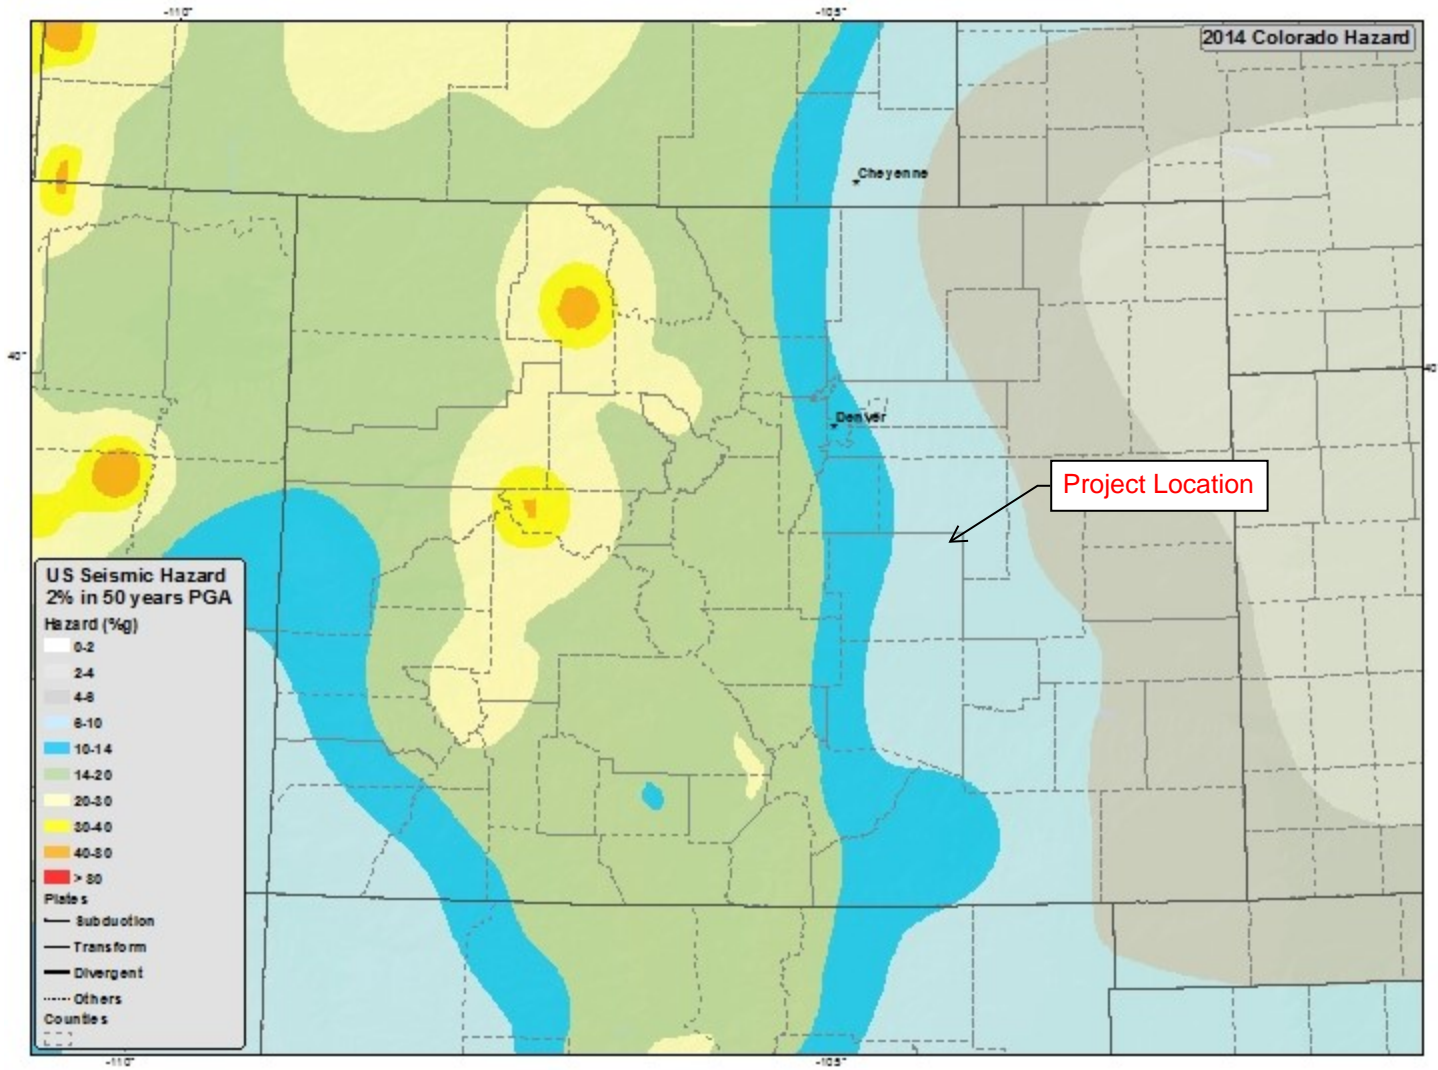 -110°
-105°
2014 Colorado Hazard
Cheyenne
40°
40
Denver
Project Location
US Seismic Hazard
2% in 50 years PGA
Hazard (%g)
0-2
2-4
4-6
6-10
10-14
14-20
20-30
30-40
40-80
> 80
Plates
Subduction
Transform
Divergent
Others
Counties
-110°
-105°